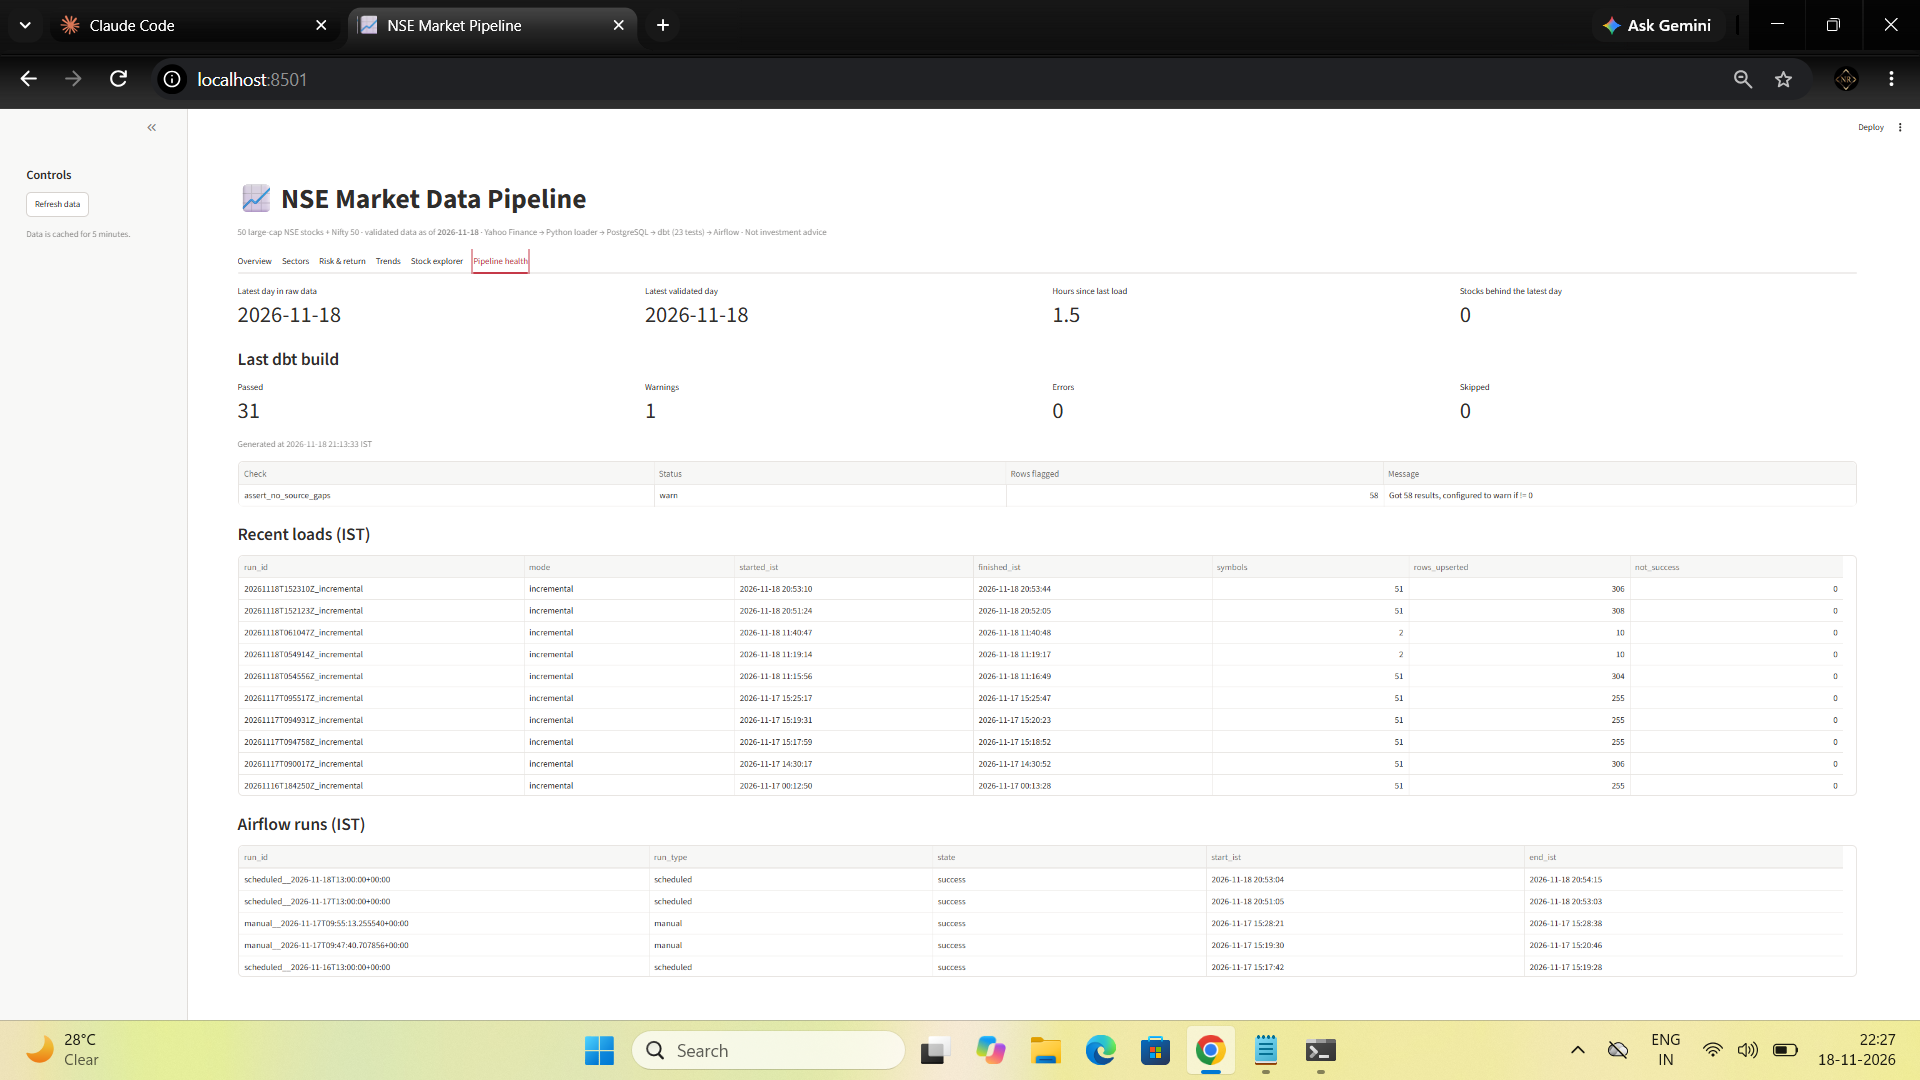 Claude Code
NSE Market Pipeline
Ask Gemini
localhost:8501
Deploy
Controls
Refresh data
Data is cached for 5 minutes.
NSE Market Data Pipeline
50 large-cap NSE stocks + Nifty 50 · validated data as of 2026-11-18 · Yahoo Finance → Python loader → PostgreSQL → dbt (23 tests) → Airflow · Not investment advice
Overview Sectors Risk & return Trends Stock explorer Pipeline health
Latest day in raw data Latest validated day Hours since last load Stocks behind the latest day
2026-11-18 2026-11-18 1.5 0
Last dbt build
Passed Warnings Errors Skipped
31 1 0 0
Generated at 2026-11-18 21:13:33 IST
Check Status Rows flagged Message
assert_no_source_gaps warn 58 Got 58 results, configured to warn if != 0
Recent loads (IST)
run_id mode started_ist finished_ist symbols rows_upserted not_success
20261118T152310Z_incremental incremental 2026-11-18 20:53:10 2026-11-18 20:53:44 51 306 0
20261118T152123Z_incremental incremental 2026-11-18 20:51:24 2026-11-18 20:52:05 51 308 0
20261118T061047Z_incremental incremental 2026-11-18 11:40:47 2026-11-18 11:40:48 2 10 0
20261118T054914Z_incremental incremental 2026-11-18 11:19:14 2026-11-18 11:19:17 2 10 0
20261118T054556Z_incremental incremental 2026-11-18 11:15:56 2026-11-18 11:16:49 51 304 0
20261117T095517Z_incremental incremental 2026-11-17 15:25:17 2026-11-17 15:25:47 51 255 0
20261117T094931Z_incremental incremental 2026-11-17 15:19:31 2026-11-17 15:20:23 51 255 0
20261117T094758Z_incremental incremental 2026-11-17 15:17:59 2026-11-17 15:18:52 51 255 0
20261117T090017Z_incremental incremental 2026-11-17 14:30:17 2026-11-17 14:30:52 51 306 0
20261116T184250Z_incremental incremental 2026-11-17 00:12:50 2026-11-17 00:13:28 51 255 0
Airflow runs (IST)
run_id run_type state start_ist end_ist
scheduled__2026-11-18T13:00:00+00:00 scheduled success 2026-11-18 20:53:04 2026-11-18 20:54:15
scheduled__2026-11-17T13:00:00+00:00 scheduled success 2026-11-18 20:51:05 2026-11-18 20:53:03
manual__2026-11-17T09:55:13.255540+00:00 manual success 2026-11-17 15:28:21 2026-11-17 15:28:38
manual__2026-11-17T09:47:40.707856+00:00 manual success 2026-11-17 15:19:30 2026-11-17 15:20:46
scheduled__2026-11-16T13:00:00+00:00 scheduled success 2026-11-17 15:17:42 2026-11-17 15:19:28
28°C
Clear
Search
ENG
IN
22:27
18-11-2026